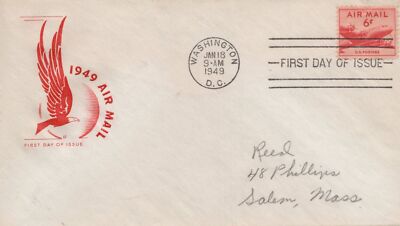 1949 AIR MAIL
FIRST DAY OF ISSUE
WASHINGTON
JAN 18
9-AM
1949
D.C.
FIRST DAY OF ISSUE
AIR MAIL
6¢
U.S. POSTAGE
Reed
48 Phillips
Salem, Mass.